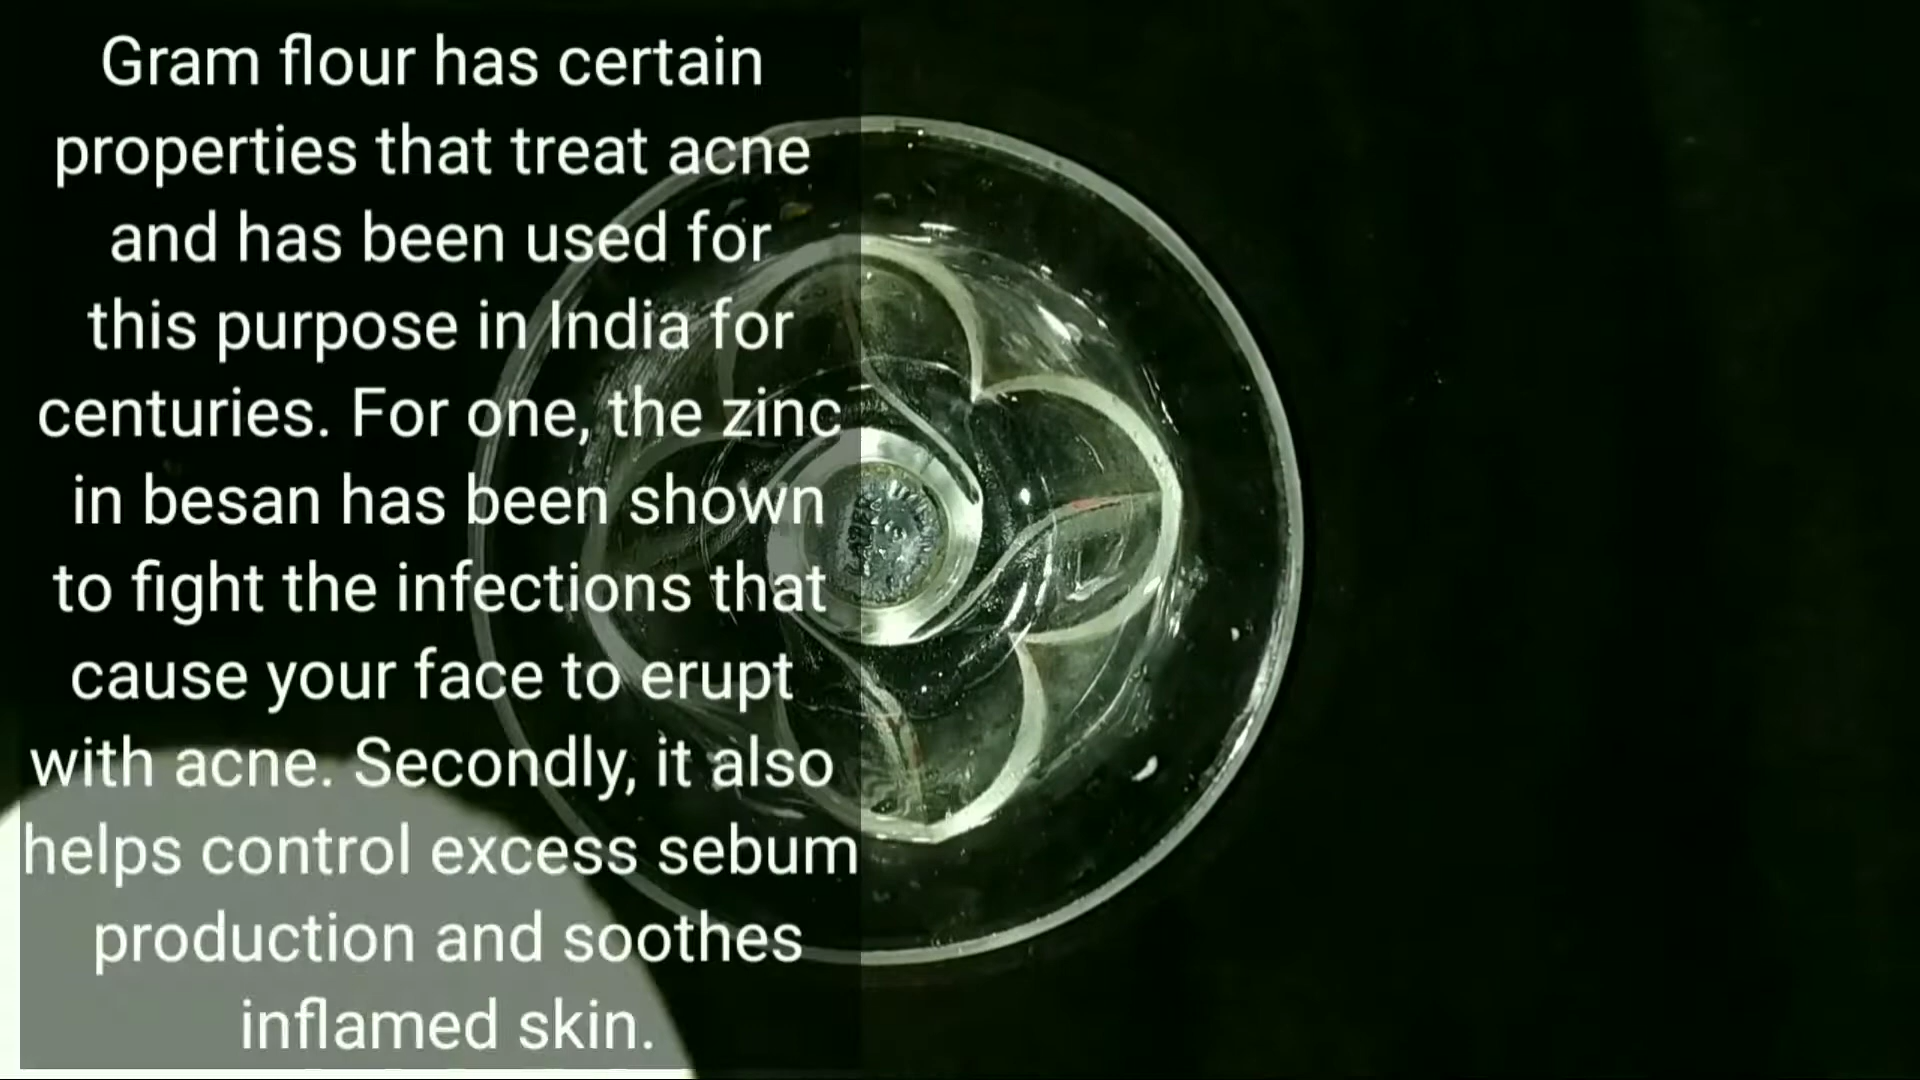 Gram flour has certain
properties that treat acne
and has been used for
this purpose in India for
centuries. For one, the zinc
in besan has been shown
to fight the infections that
cause your face to erupt
with acne. Secondly, it also
helps control excess sebum
production and soothes
inflamed skin.